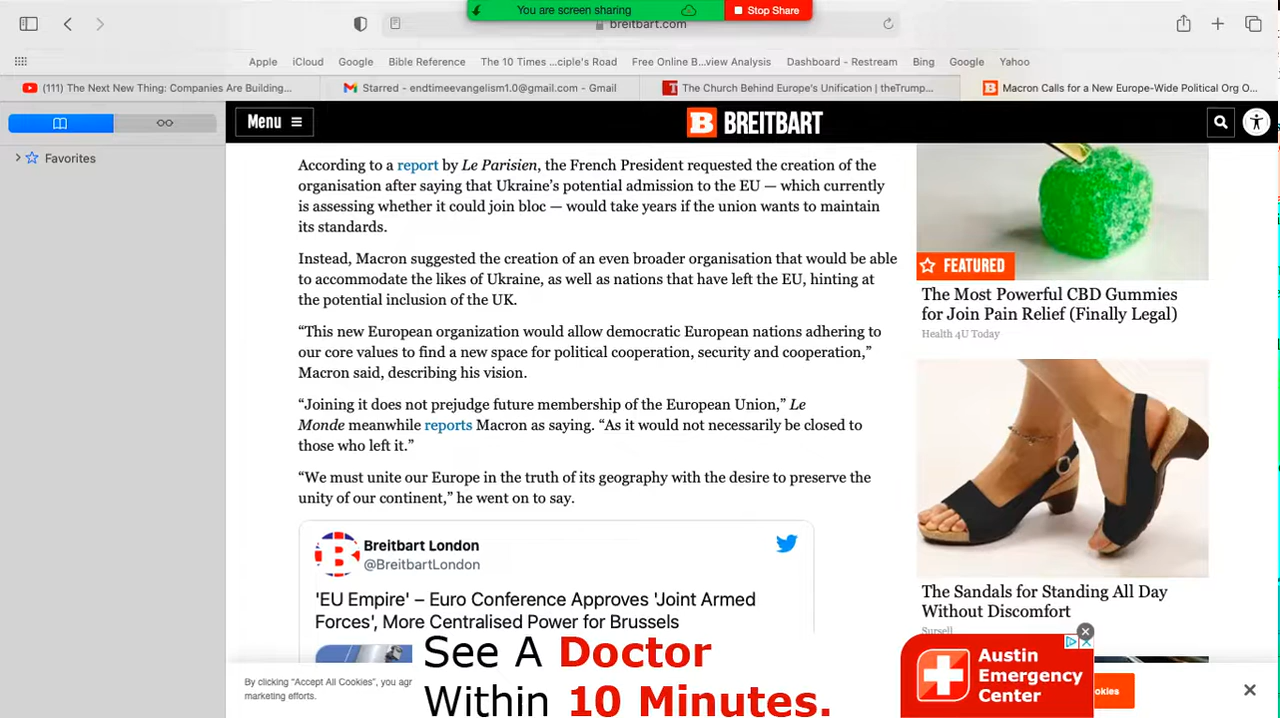 You are screen sharing
Stop Share
breitbart.com
Apple
iCloud
Google
Bible Reference
The 10 Times ...ciple's Road
Free Online B...view Analysis
Dashboard - Restream
Bing
Google
Yahoo
(111) The Next New Thing: Companies Are Building...
Starred - endtimeevangelism1.0@gmail.com - Gmail
The Church Behind Europe's Unification | theTrump...
Macron Calls for a New Europe-Wide Political Org O...
Menu
B BREITBART
Favorites
According to a report by Le Parisien, the French President requested the creation of the
organisation after saying that Ukraine's potential admission to the EU — which currently
is assessing whether it could join bloc — would take years if the union wants to maintain
its standards.
Instead, Macron suggested the creation of an even broader organisation that would be able
to accommodate the likes of Ukraine, as well as nations that have left the EU, hinting at
the potential inclusion of the UK.
“This new European organization would allow democratic European nations adhering to
our core values to find a new space for political cooperation, security and cooperation,”
Macron said, describing his vision.
“Joining it does not prejudge future membership of the European Union,” Le
Monde meanwhile reports Macron as saying. “As it would not necessarily be closed to
those who left it.”
“We must unite our Europe in the truth of its geography with the desire to preserve the
unity of our continent,” he went on to say.
B
Breitbart London
@BreitbartLondon
'EU Empire' – Euro Conference Approves 'Joint Armed
Forces', More Centralised Power for Brussels
FEATURED
The Most Powerful CBD Gummies
for Join Pain Relief (Finally Legal)
Health 4U Today
The Sandals for Standing All Day
Without Discomfort
Sursell
By clicking "Accept All Cookies", you agr
marketing efforts.
See A Doctor
Within 10 Minutes.
Austin
Emergency
Center
okies